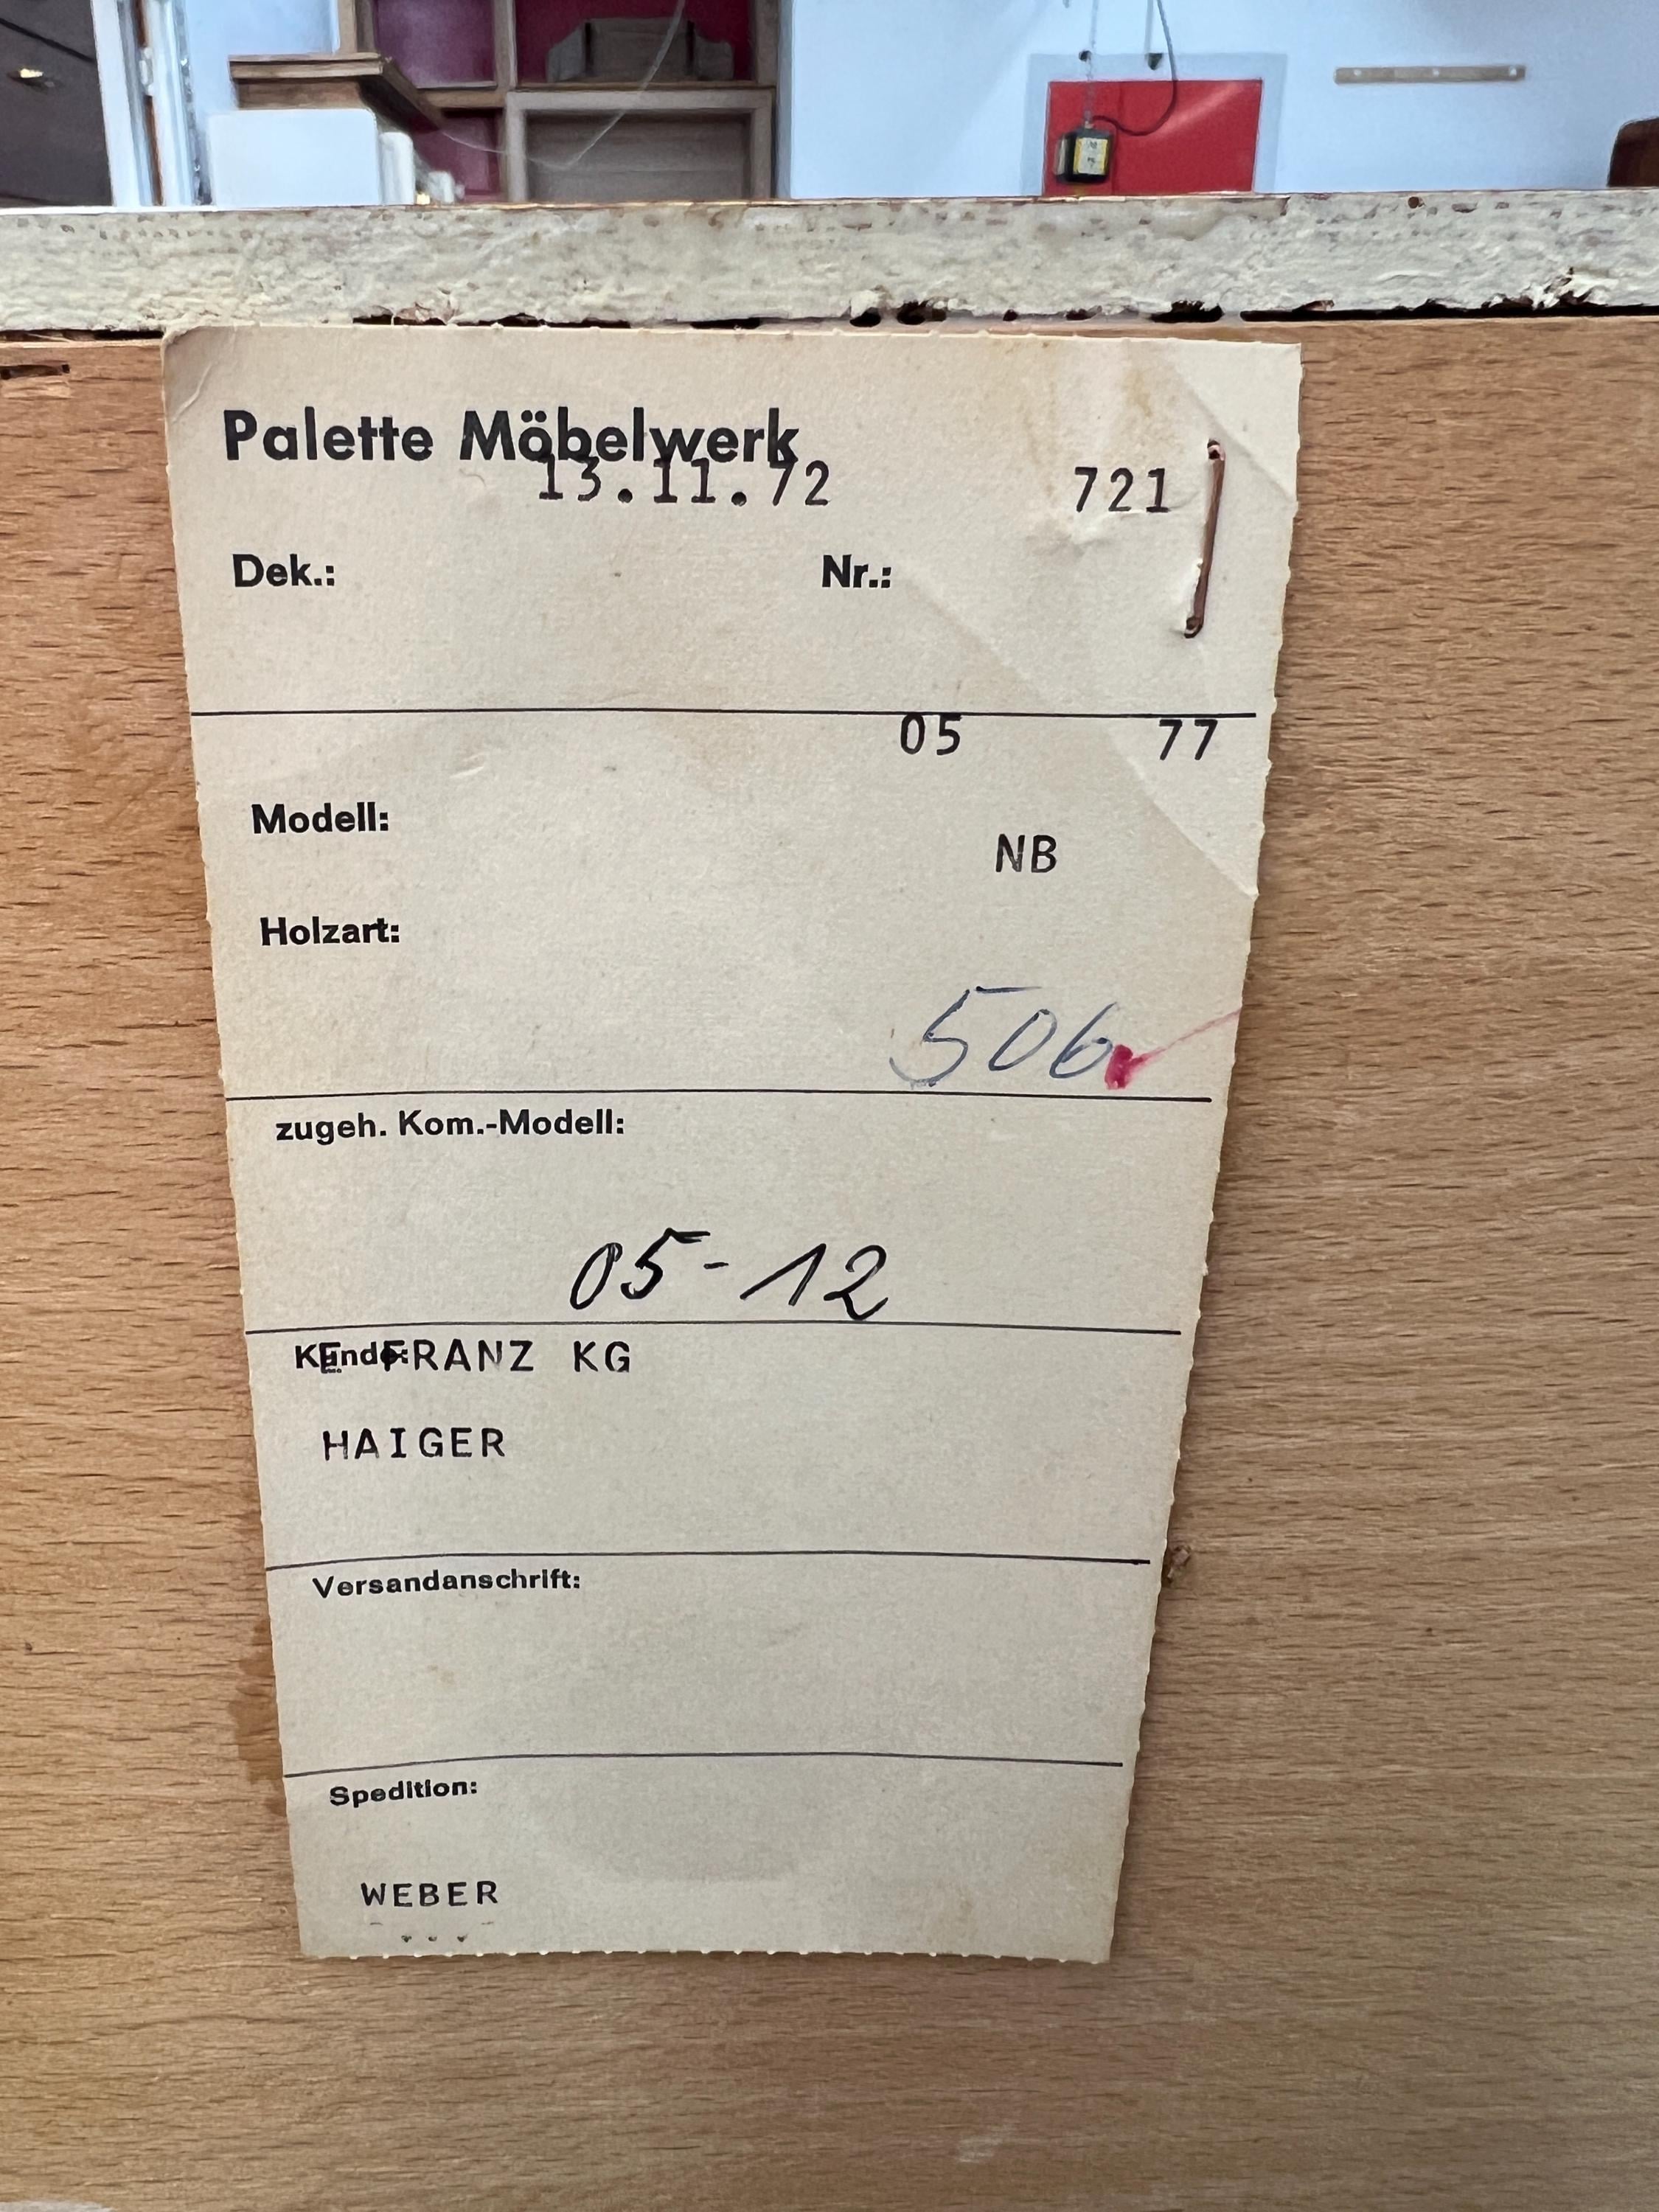 Palette Möbelwerk
13.11.72 721
Dek.: Nr.:
05 77
Modell:
NB
Holzart:
506
zugeh. Kom.-Modell:
05-12
Kunde: E. FRANZ KG
HAIGER
Versandanschrift:
Spedition:
WEBER